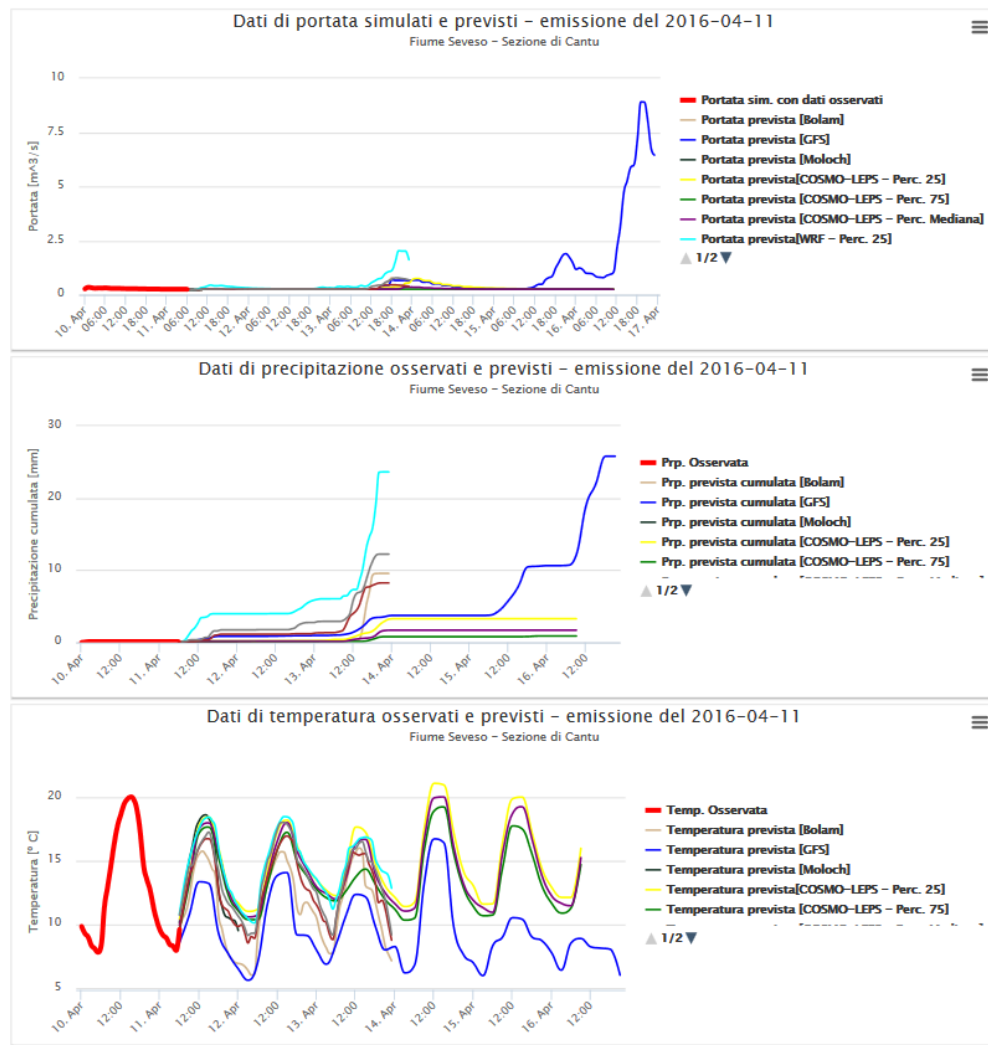 Dati di portata simulati e previsti - emissione del 2016-04-11
Fiume Seveso - Sezione di Cantu
Portata [m^3/s]
10
7.5
5
2.5
0
10. Apr
06:00
12:00
18:00
11. Apr
06:00
12:00
18:00
12. Apr
06:00
12:00
18:00
13. Apr
06:00
12:00
18:00
14. Apr
06:00
12:00
18:00
15. Apr
06:00
12:00
18:00
16. Apr
06:00
12:00
18:00
17. Apr
Portata sim. con dati osservati
Portata prevista [Bolam]
Portata prevista [GFS]
Portata prevista [Moloch]
Portata prevista[COSMO-LEPS - Perc. 25]
Portata prevista [COSMO-LEPS - Perc. 75]
Portata prevista [COSMO-LEPS - Perc. Mediana]
Portata prevista[WRF - Perc. 25]
1/2
Dati di precipitazione osservati e previsti - emissione del 2016-04-11
Fiume Seveso - Sezione di Cantu
Precipitazione cumulata [mm]
30
20
10
0
10. Apr
12:00
11. Apr
12:00
12. Apr
12:00
13. Apr
12:00
14. Apr
12:00
15. Apr
12:00
16. Apr
12:00
Prp. Osservata
Prp. prevista cumulata [Bolam]
Prp. prevista cumulata [GFS]
Prp. prevista cumulata [Moloch]
Prp. prevista cumulata [COSMO-LEPS - Perc. 25]
Prp. prevista cumulata [COSMO-LEPS - Perc. 75]
1/2
Dati di temperatura osservati e previsti - emissione del 2016-04-11
Fiume Seveso - Sezione di Cantu
Temperatura [° C]
20
15
10
5
10. Apr
12:00
11. Apr
12:00
12. Apr
12:00
13. Apr
12:00
14. Apr
12:00
15. Apr
12:00
16. Apr
12:00
Temp. Osservata
Temperatura prevista [Bolam]
Temperatura prevista [GFS]
Temperatura prevista [Moloch]
Temperatura prevista[COSMO-LEPS - Perc. 25]
Temperatura prevista [COSMO-LEPS - Perc. 75]
1/2